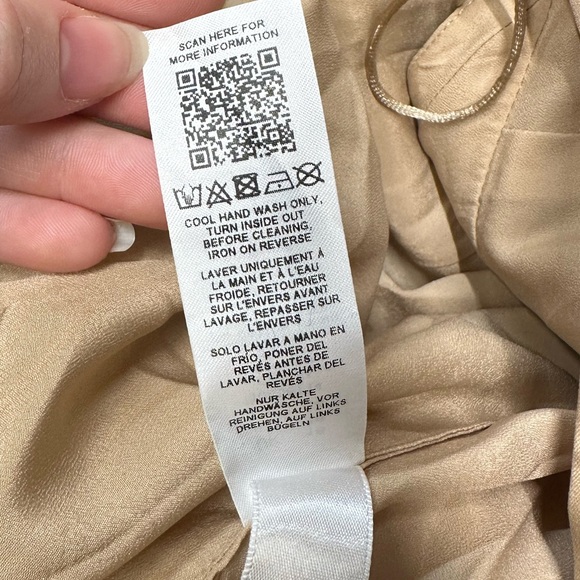 SCAN HERE FOR
MORE INFORMATION
COOL HAND WASH ONLY,
TURN INSIDE OUT
BEFORE CLEANING,
IRON ON REVERSE
LAVER UNIQUEMENT À
LA MAIN ET À L'EAU
FROIDE, RETOURNER
SUR L'ENVERS AVANT
LAVAGE, REPASSER SUR
L'ENVERS
SOLO LAVAR A MANO EN
FRÍO, PONER DEL
REVÉS ANTES DE
LAVAR, PLANCHAR DEL
REVÉS
NUR KALTE
HANDWÄSCHE, VOR
REINIGUNG AUF LINKS
DREHEN, AUF LINKS
BÜGELN